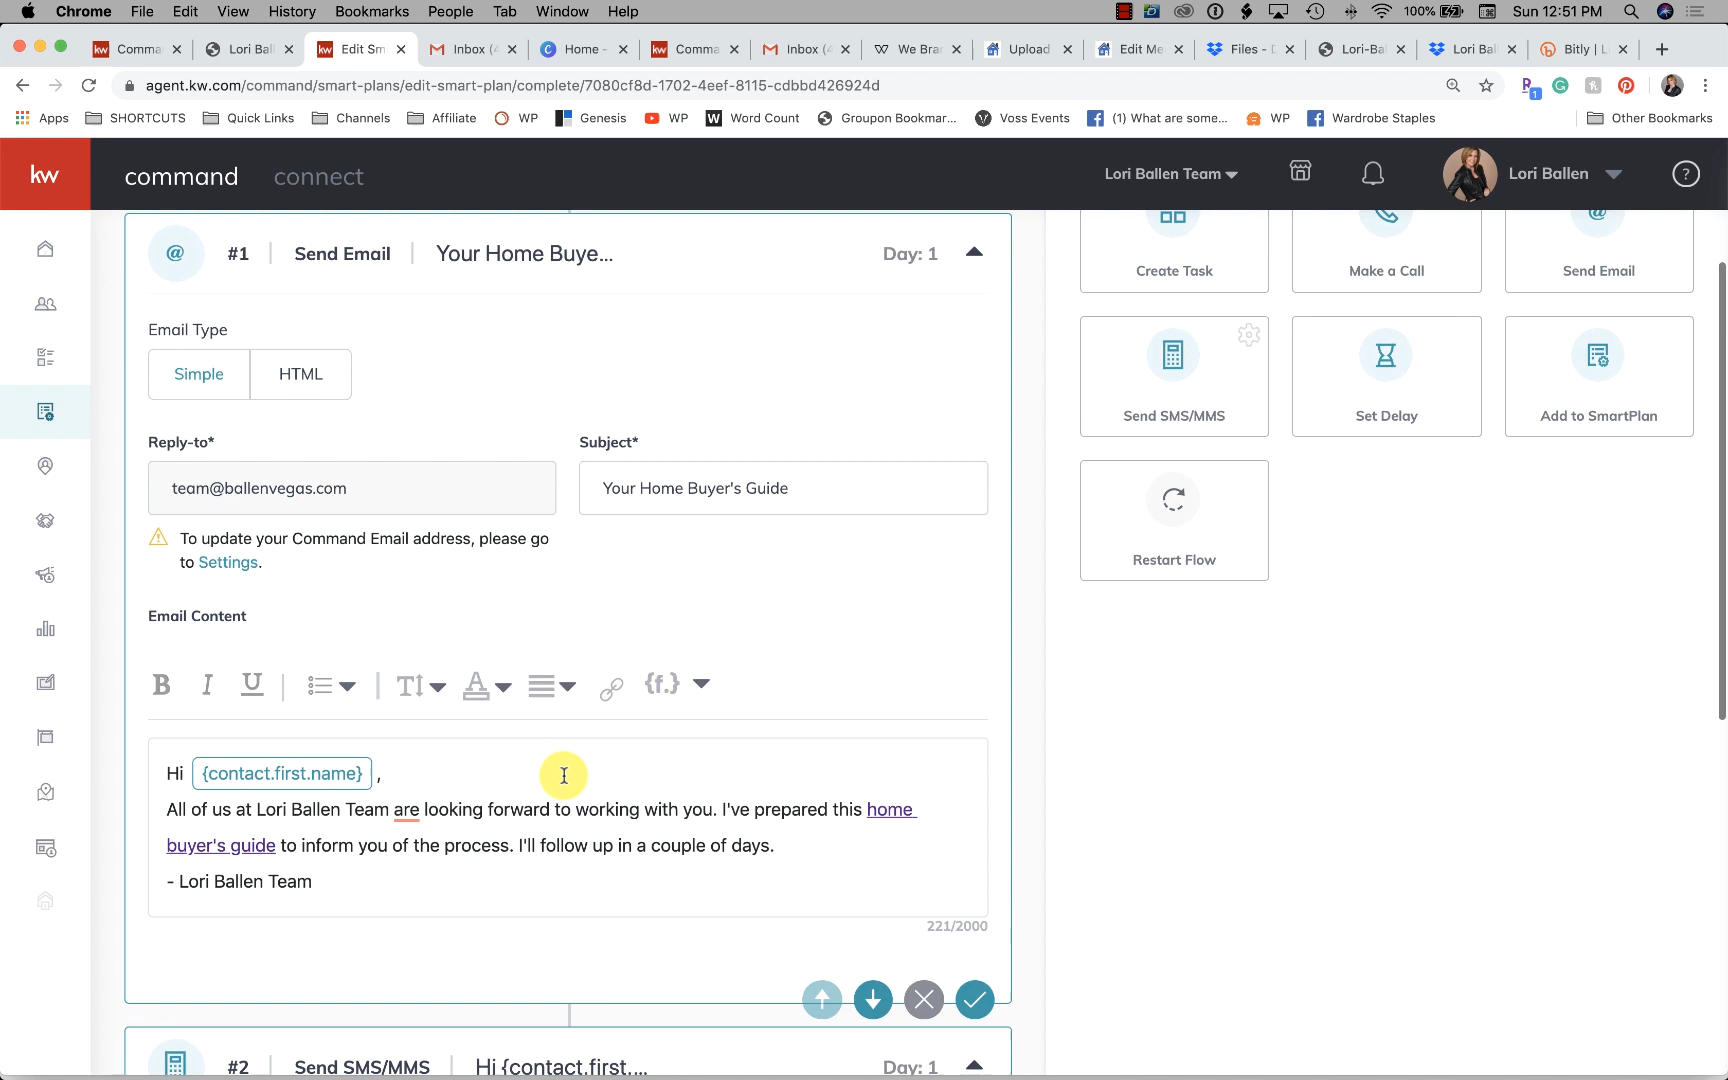 Chrome File Edit View History Bookmarks People Tab Window Help 100% Sun 12:51 PM
Comma Lori Ball Edit Sm Inbox (4 Home - Comma Inbox (4 We Bra Upload Edit Me Files - D Lori-Bal Lori Ba Bitly | L
agent.kw.com/command/smart-plans/edit-smart-plan/complete/7080cf8d-1702-4eef-8115-cdbbd426924d
Apps SHORTCUTS Quick Links Channels Affiliate WP Genesis WP Word Count Groupon Bookmar... Voss Events (1) What are some... WP Wardrobe Staples Other Bookmarks
kw command connect Lori Ballen Team Lori Ballen
@ #1 Send Email Your Home Buye... Day: 1
Create Task Make a Call Send Email
Email Type
Simple HTML
Send SMS/MMS Set Delay Add to SmartPlan
Reply-to* Subject*
team@ballenvegas.com Your Home Buyer's Guide
To update your Command Email address, please go
to Settings.
Restart Flow
Email Content
B I U {f.}
Hi {contact.first.name} ,
All of us at Lori Ballen Team are looking forward to working with you. I've prepared this home
buyer's guide to inform you of the process. I'll follow up in a couple of days.
- Lori Ballen Team
221/2000
#2 Send SMS/MMS Hi {contact.first.... Day: 1